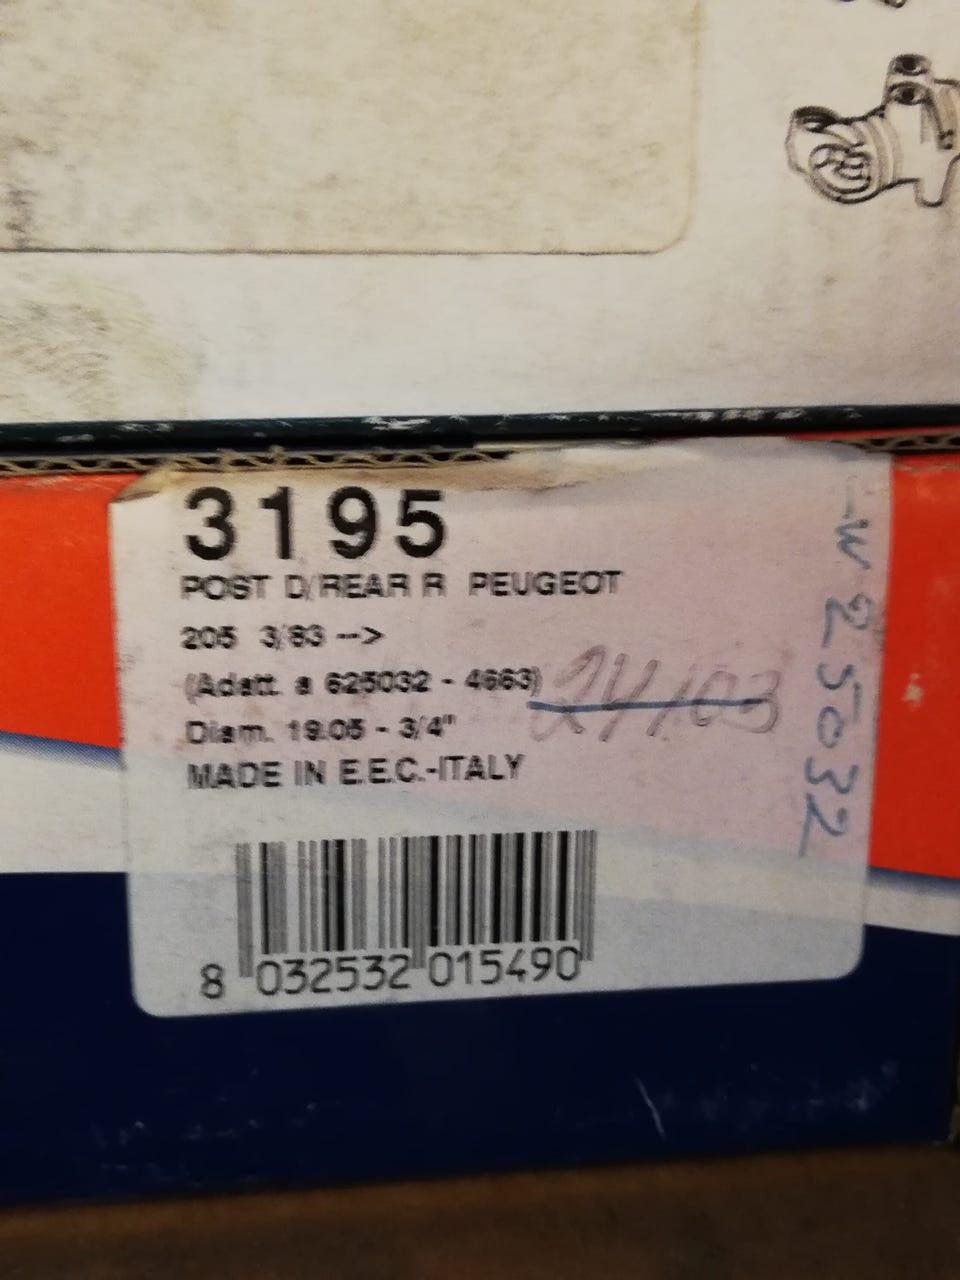 3195
POST D/REAR R PEUGEOT
205 3/83 -->
(Adatt. a 625032 - 4663)
Diam. 19.05 - 3/4"
MADE IN E.E.C.-ITALY
8 032532 015490
W25032